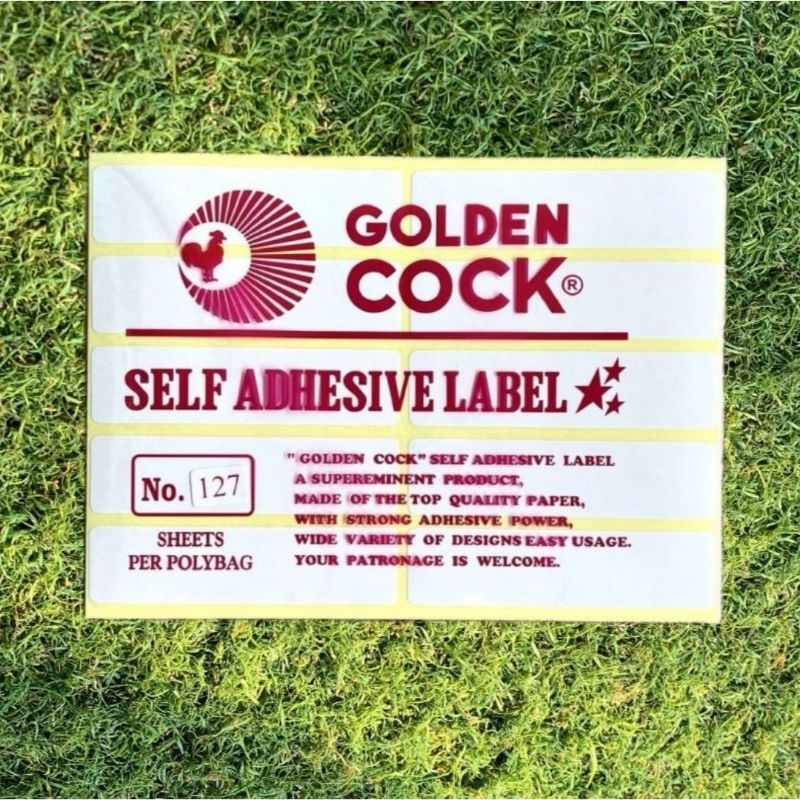 GOLDEN
COCK®
SELF ADHESIVE LABEL
No. 127
SHEETS
PER POLYBAG
"GOLDEN COCK" SELF ADHESIVE LABEL
A SUPEREMINENT PRODUCT,
MADE OF THE TOP QUALITY PAPER,
WITH STRONG ADHESIVE POWER,
WIDE VARIETY OF DESIGNS EASY USAGE.
YOUR PATRONAGE IS WELCOME.